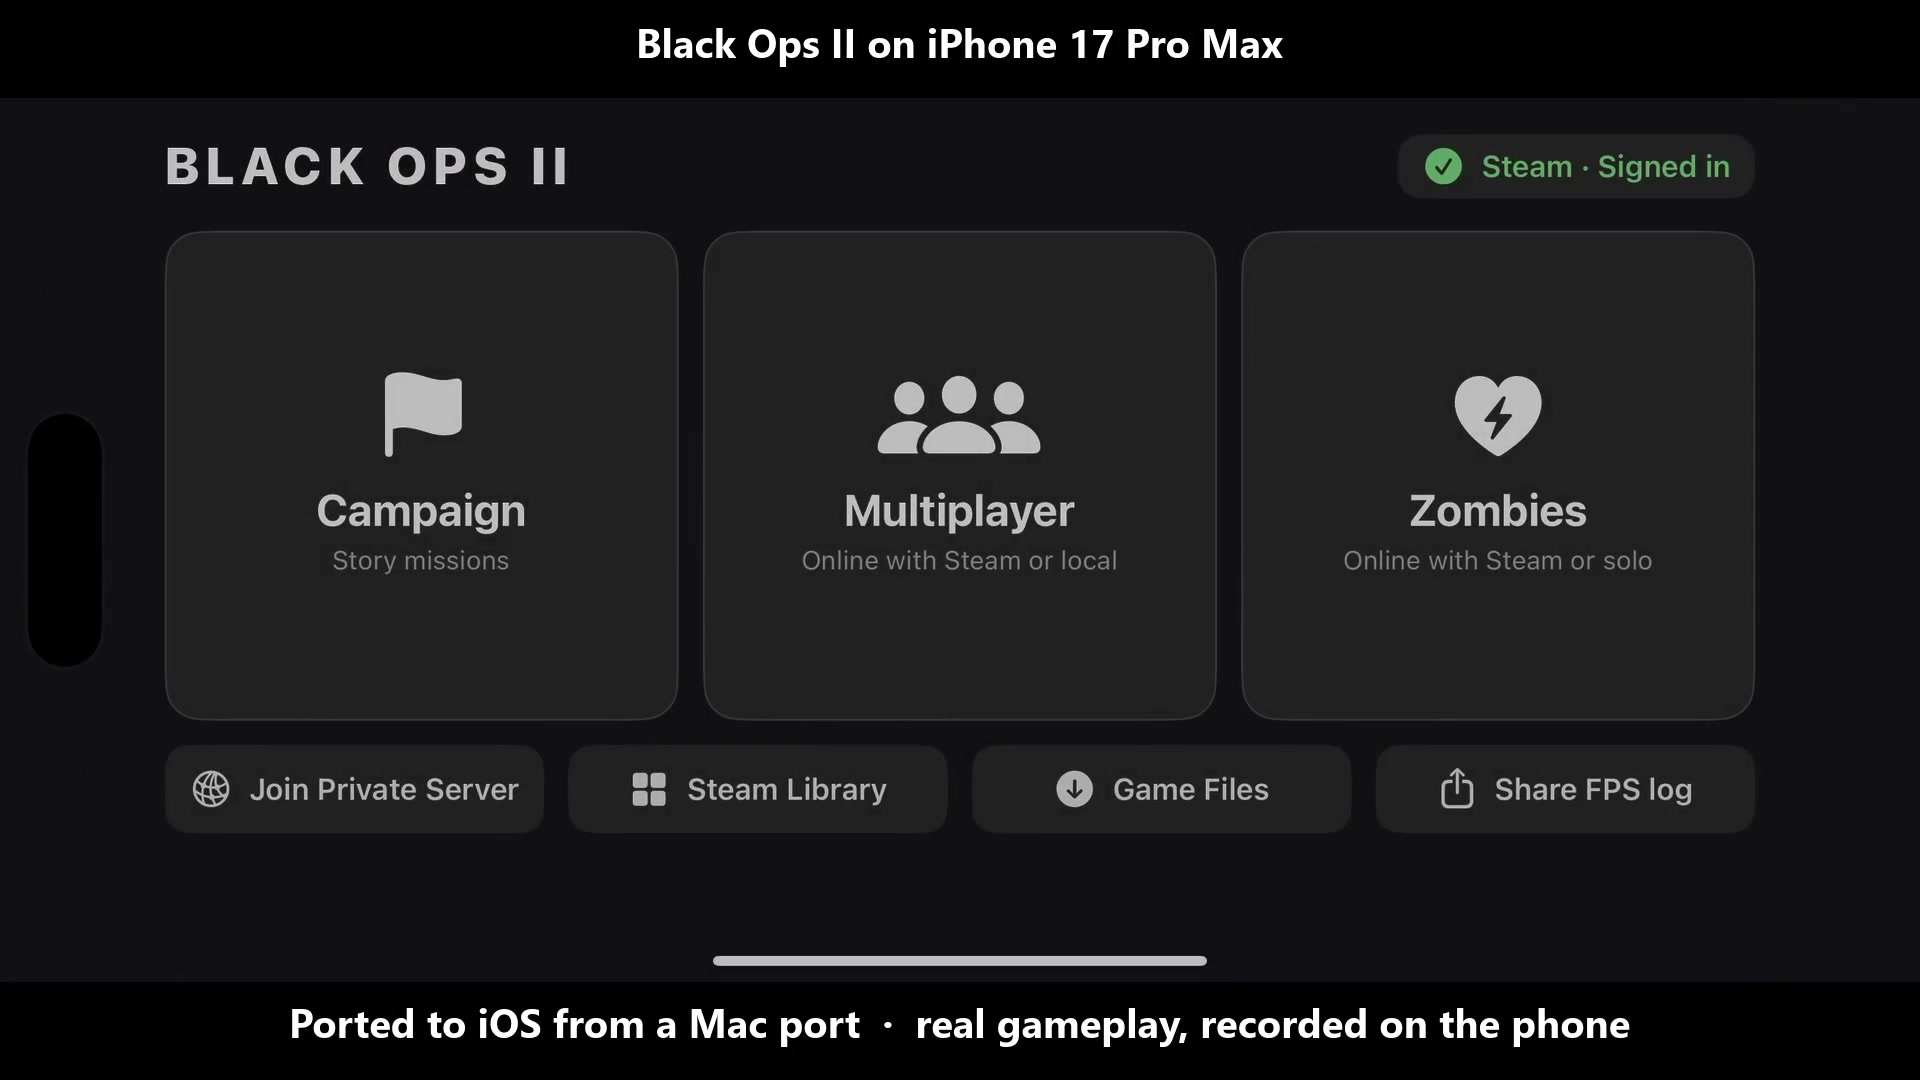 Black Ops II on iPhone 17 Pro Max
BLACK OPS II
Steam · Signed in
Campaign
Story missions
Multiplayer
Online with Steam or local
Zombies
Online with Steam or solo
Join Private Server
Steam Library
Game Files
Share FPS log
Ported to iOS from a Mac port · real gameplay, recorded on the phone